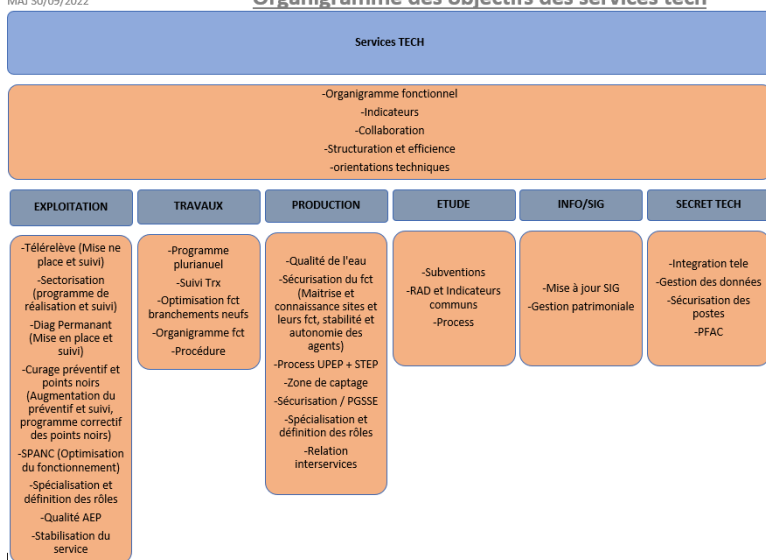 MAJ 30/09/2022
Organigramme des objectifs des services tech
Services TECH
-Organigramme fonctionnel
-Indicateurs
-Collaboration
-Structuration et efficience
-orientations techniques
EXPLOITATION
-Télérelève (Mise ne
place et suivi)
-Sectorisation
(programme de
réalisation et suivi)
-Diag Permanant
(Mise en place et
suivi)
-Curage préventif et
points noirs
(Augmentation du
préventif et suivi,
programme correctif
des points noirs)
-SPANC (Optimisation
du fonctionnement)
-Spécialisation et
définition des rôles
-Qualité AEP
-Stabilisation du
service
TRAVAUX
-Programme
plurianuel
-Suivi Trx
-Optimisation fct
branchements neufs
-Organigramme fct
-Procédure
PRODUCTION
-Qualité de l'eau
-Sécurisation du fct
(Maitrise et
connaissance sites et
leurs fct, stabilité et
autonomie des
agents)
-Process UPEP + STEP
-Zone de captage
-Sécurisation / PGSSE
-Spécialisation et
définition des rôles
-Relation
interservices
ETUDE
-Subventions
-RAD et Indicateurs
communs
-Process
INFO/SIG
-Mise à jour SIG
-Gestion patrimoniale
SECRET TECH
-Integration tele
-Gestion des données
-Sécurisation des
postes
-PFAC